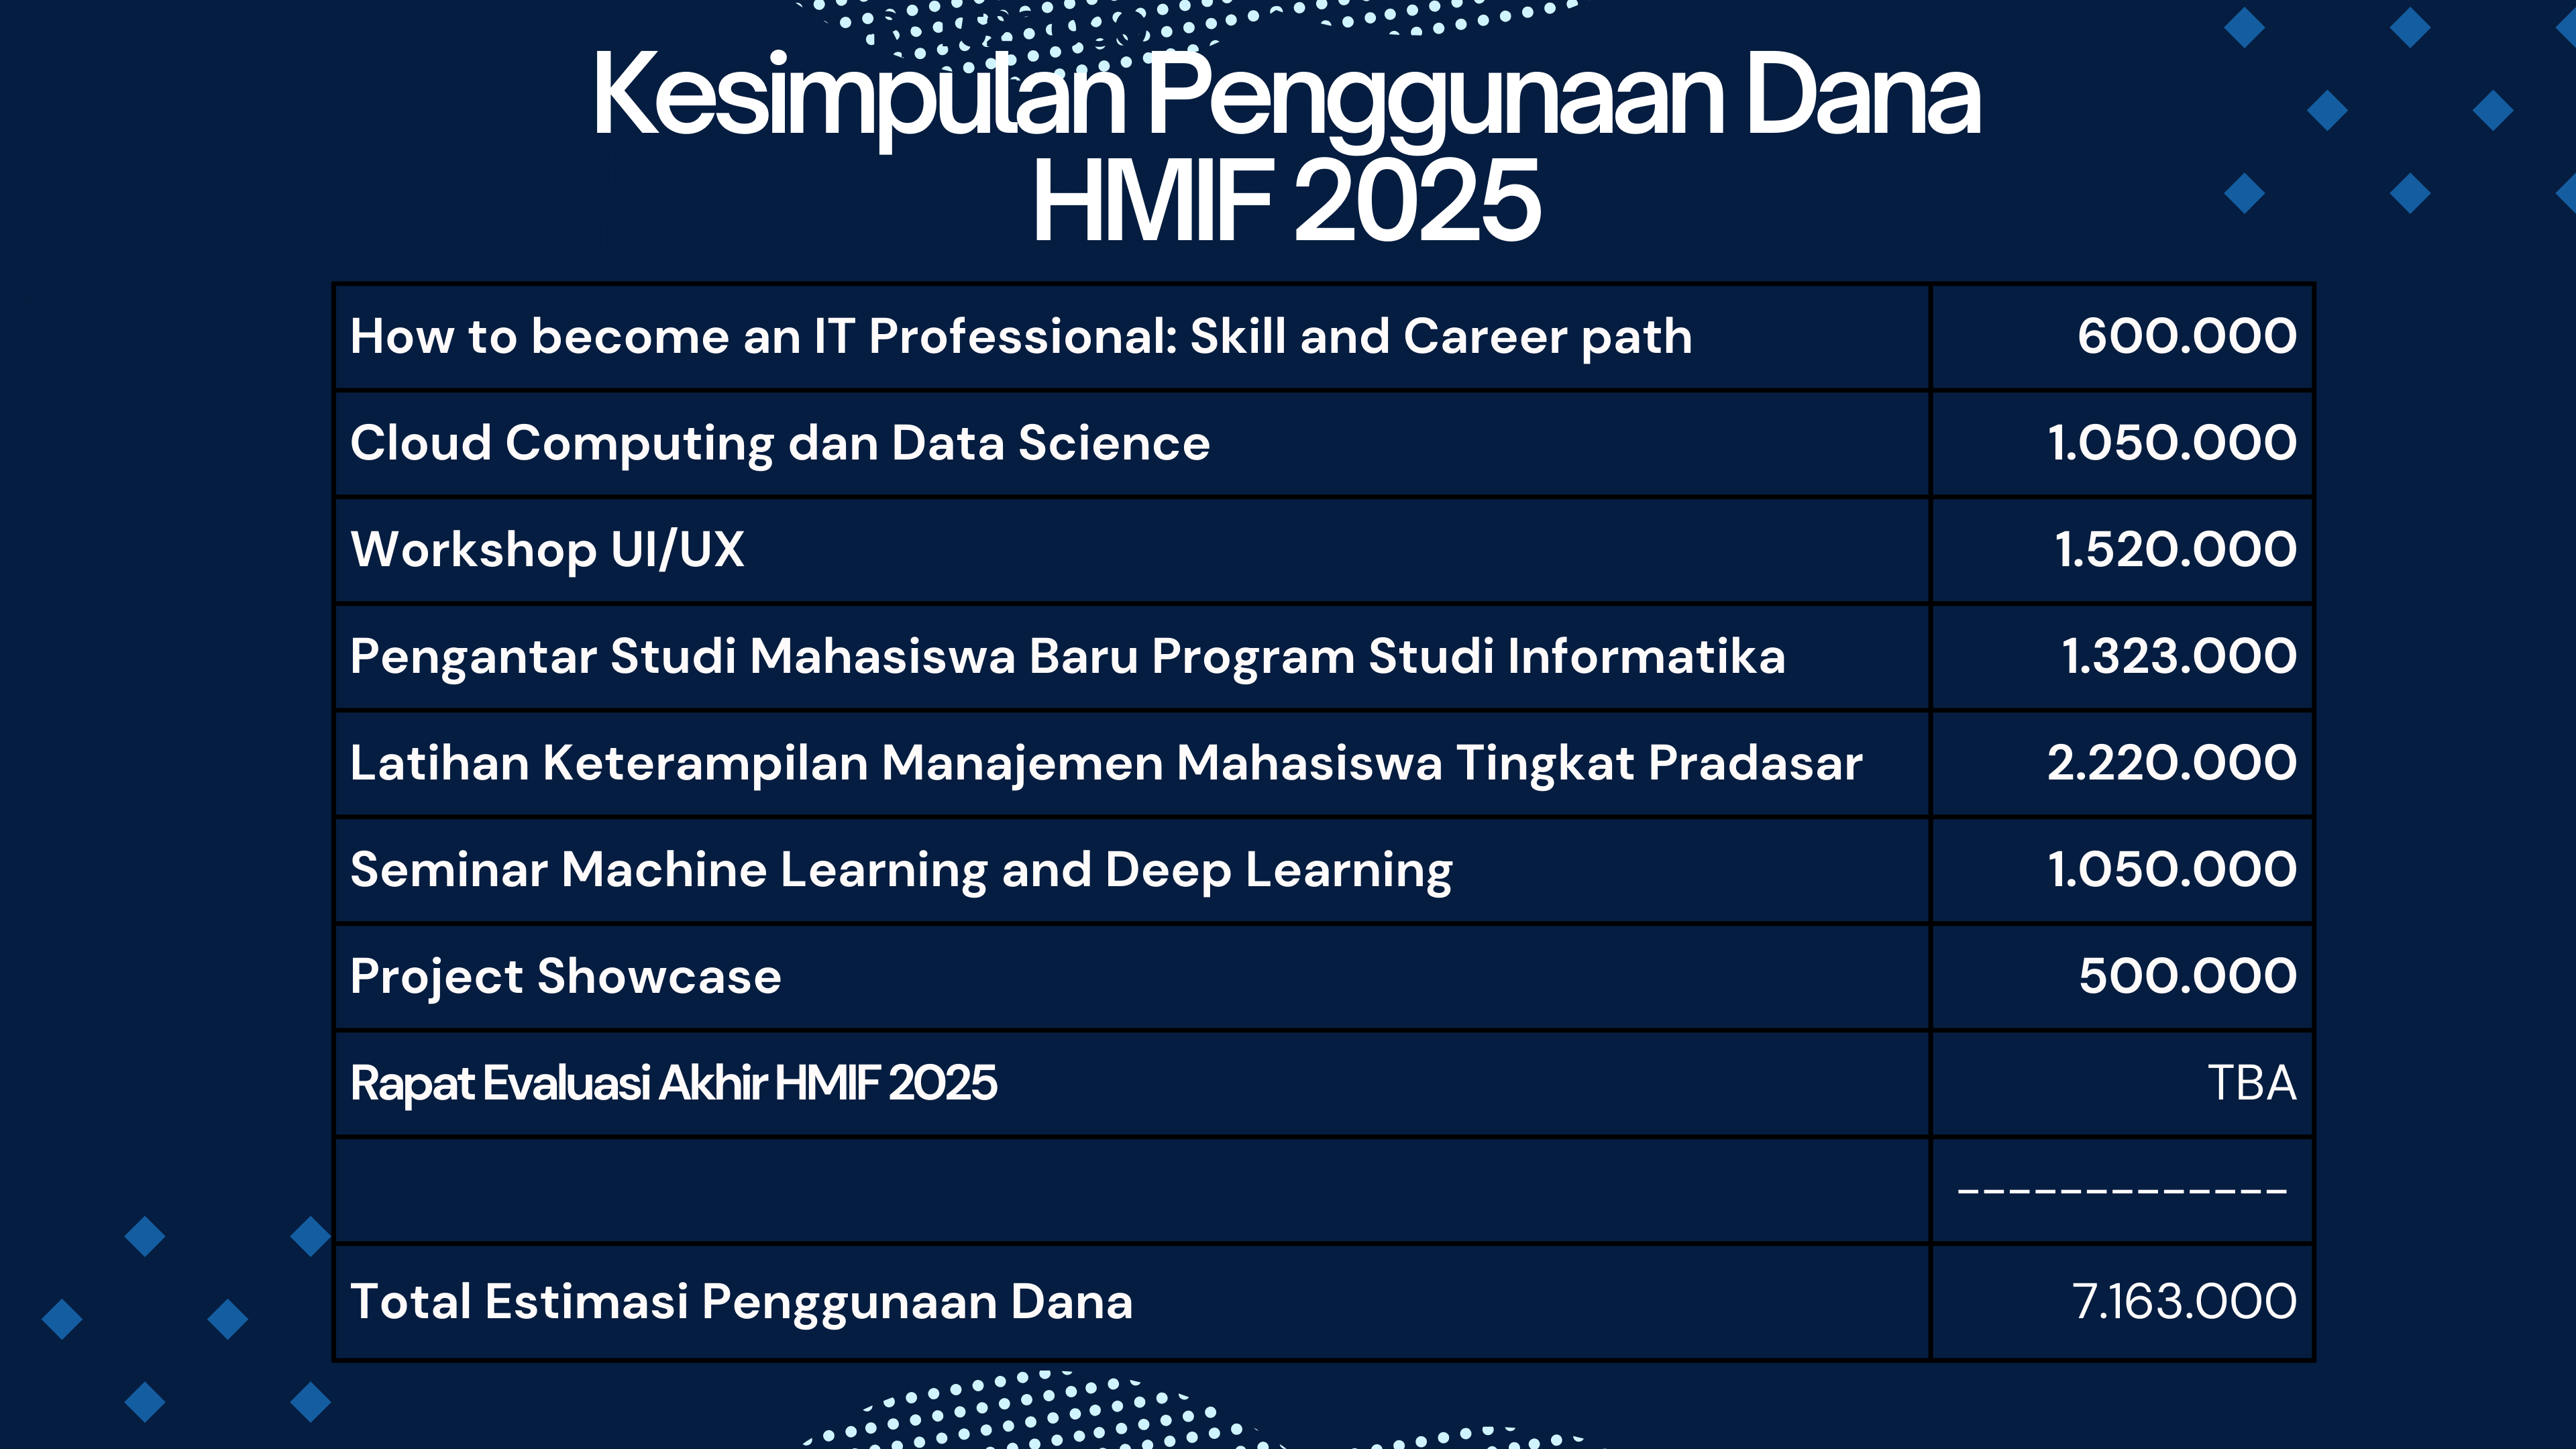 Kesimpulan Penggunaan Dana
HMIF 2025
How to become an IT Professional: Skill and Career path 600.000
Cloud Computing dan Data Science 1.050.000
Workshop UI/UX 1.520.000
Pengantar Studi Mahasiswa Baru Program Studi Informatika 1.323.000
Latihan Keterampilan Manajemen Mahasiswa Tingkat Pradasar 2.220.000
Seminar Machine Learning and Deep Learning 1.050.000
Project Showcase 500.000
Rapat Evaluasi Akhir HMIF 2025 TBA
-------------
Total Estimasi Penggunaan Dana 7.163.000